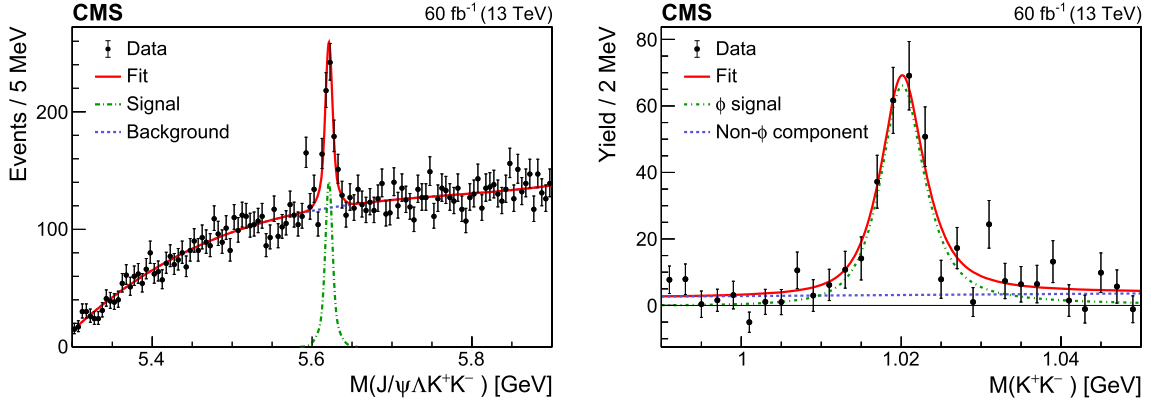 CMS
60 fb⁻¹ (13 TeV)
Events / 5 MeV
Data
Fit
Signal
Background
200
100
0
5.4
5.6
5.8
M(J/ψΛK⁺K⁻ ) [GeV]
CMS
60 fb⁻¹ (13 TeV)
Yield / 2 MeV
Data
Fit
ϕ signal
Non-ϕ component
80
60
40
20
0
1
1.02
1.04
M(K⁺K⁻) [GeV]